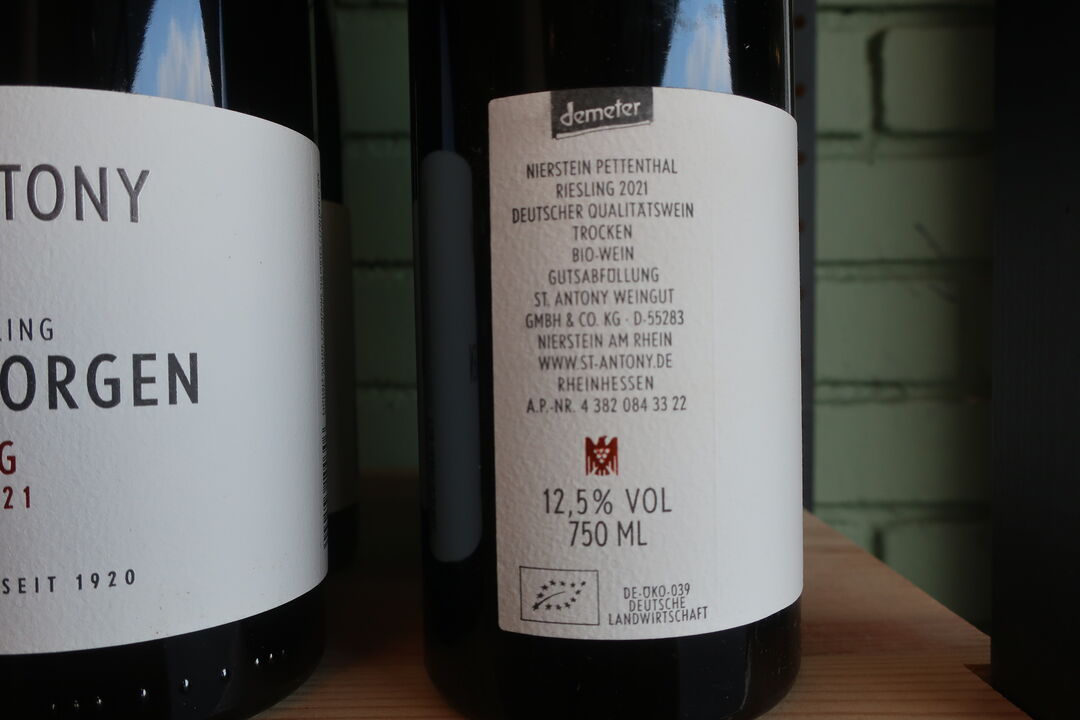 TONY
LING
ORGEN
G
21
SEIT 1920
demeter
NIERSTEIN PETTENTHAL
RIESLING 2021
DEUTSCHER QUALITÄTSWEIN
TROCKEN
BIO-WEIN
GUTSABFÜLLUNG
ST. ANTONY WEINGUT
GMBH & CO. KG · D-55283
NIERSTEIN AM RHEIN
WWW.ST-ANTONY.DE
RHEINHESSEN
A.P.-NR. 4 382 084 33 22
12,5% VOL
750 ML
DE-ÖKO-039
DEUTSCHE
LANDWIRTSCHAFT